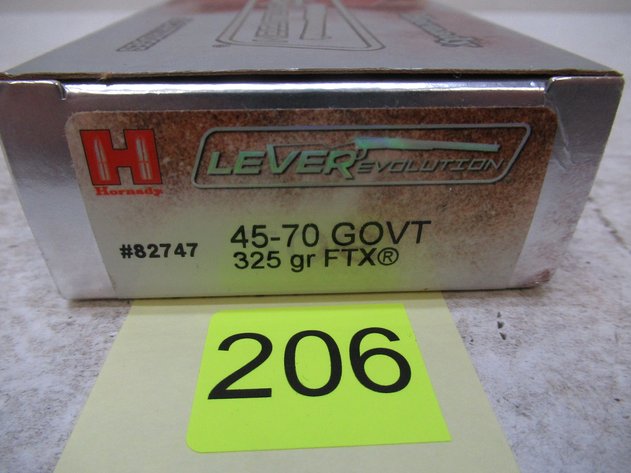 H
Hornady
LEVER EVOLUTION
#82747
45-70 GOVT
325 gr FTX®
206